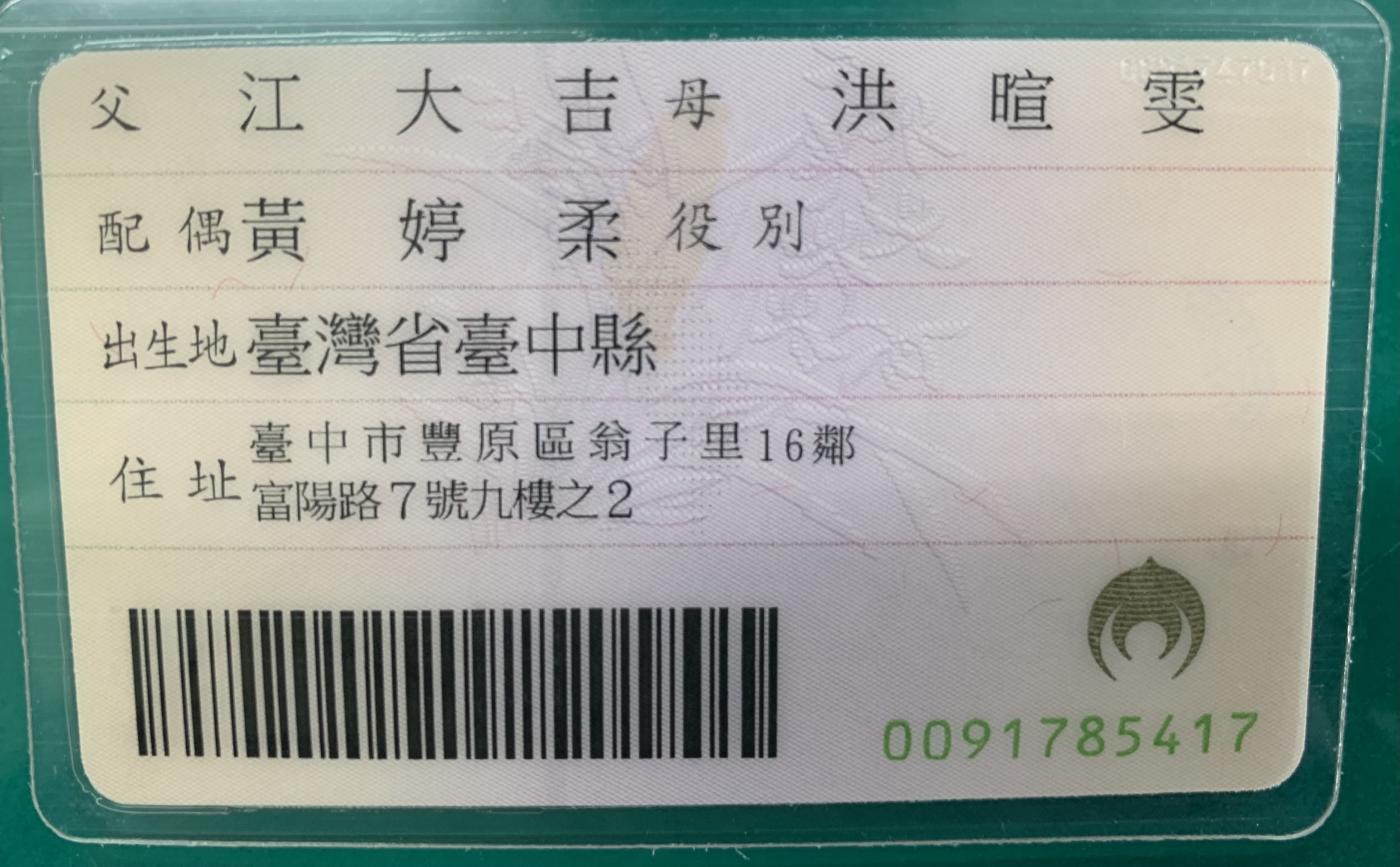 父 江大吉 母 洪暄雯
配偶 黃婷柔 役別
出生地 臺灣省臺中縣
住址 臺中市豐原區翁子里16鄰
富陽路7號九樓之2
0091785417